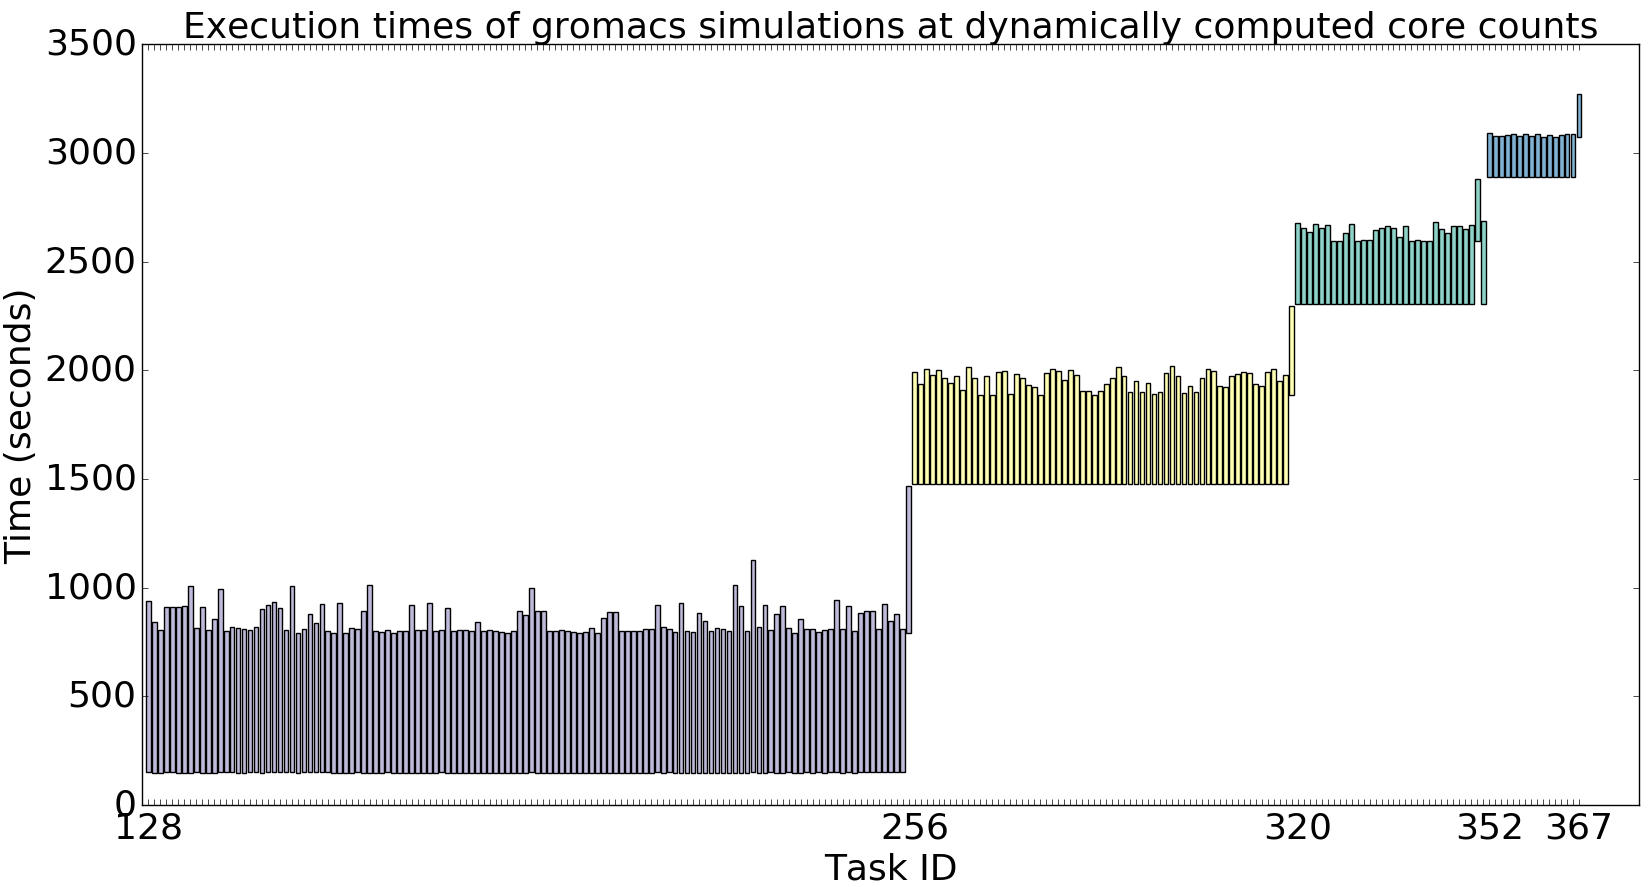 Execution times of gromacs simulations at dynamically computed core counts
3500
3000
2500
2000
1500
1000
500
0
Time (seconds)
128 256 320 352 367
Task ID